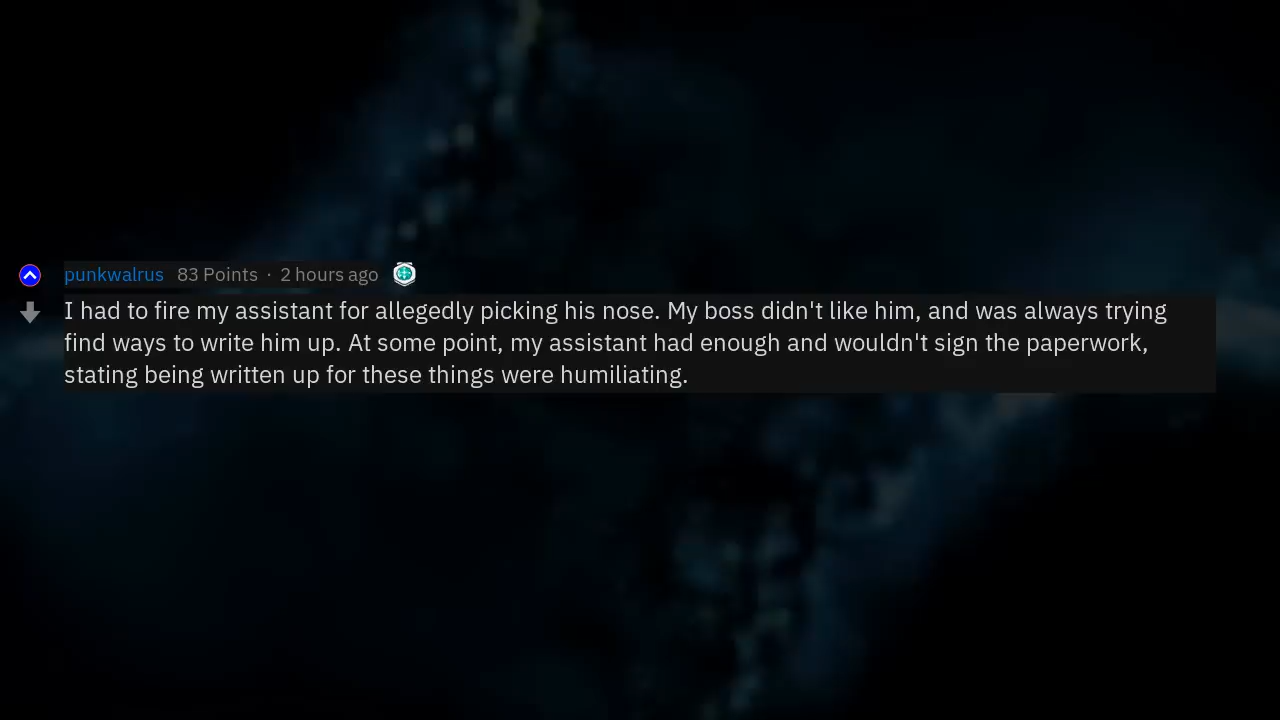 punkwalrus 83 Points · 2 hours ago
I had to fire my assistant for allegedly picking his nose. My boss didn't like him, and was always trying
find ways to write him up. At some point, my assistant had enough and wouldn't sign the paperwork,
stating being written up for these things were humiliating.